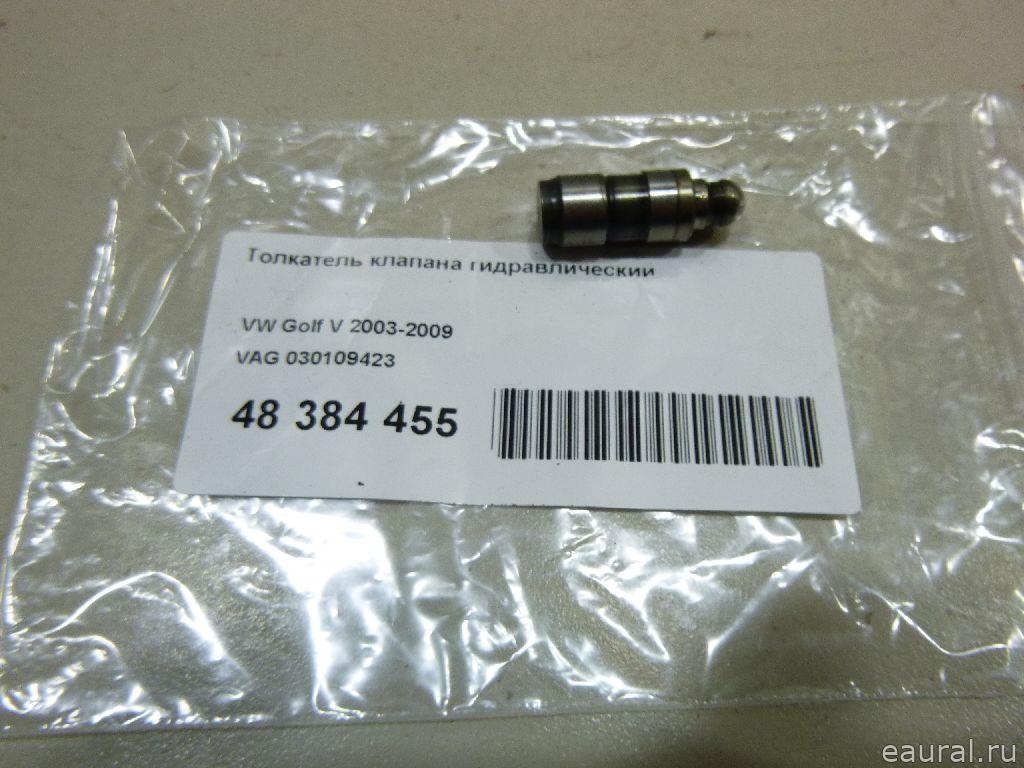 Толкатель клапана гидравлический
VW Golf V 2003-2009
VAG 030109423
48 384 455
eaural.ru